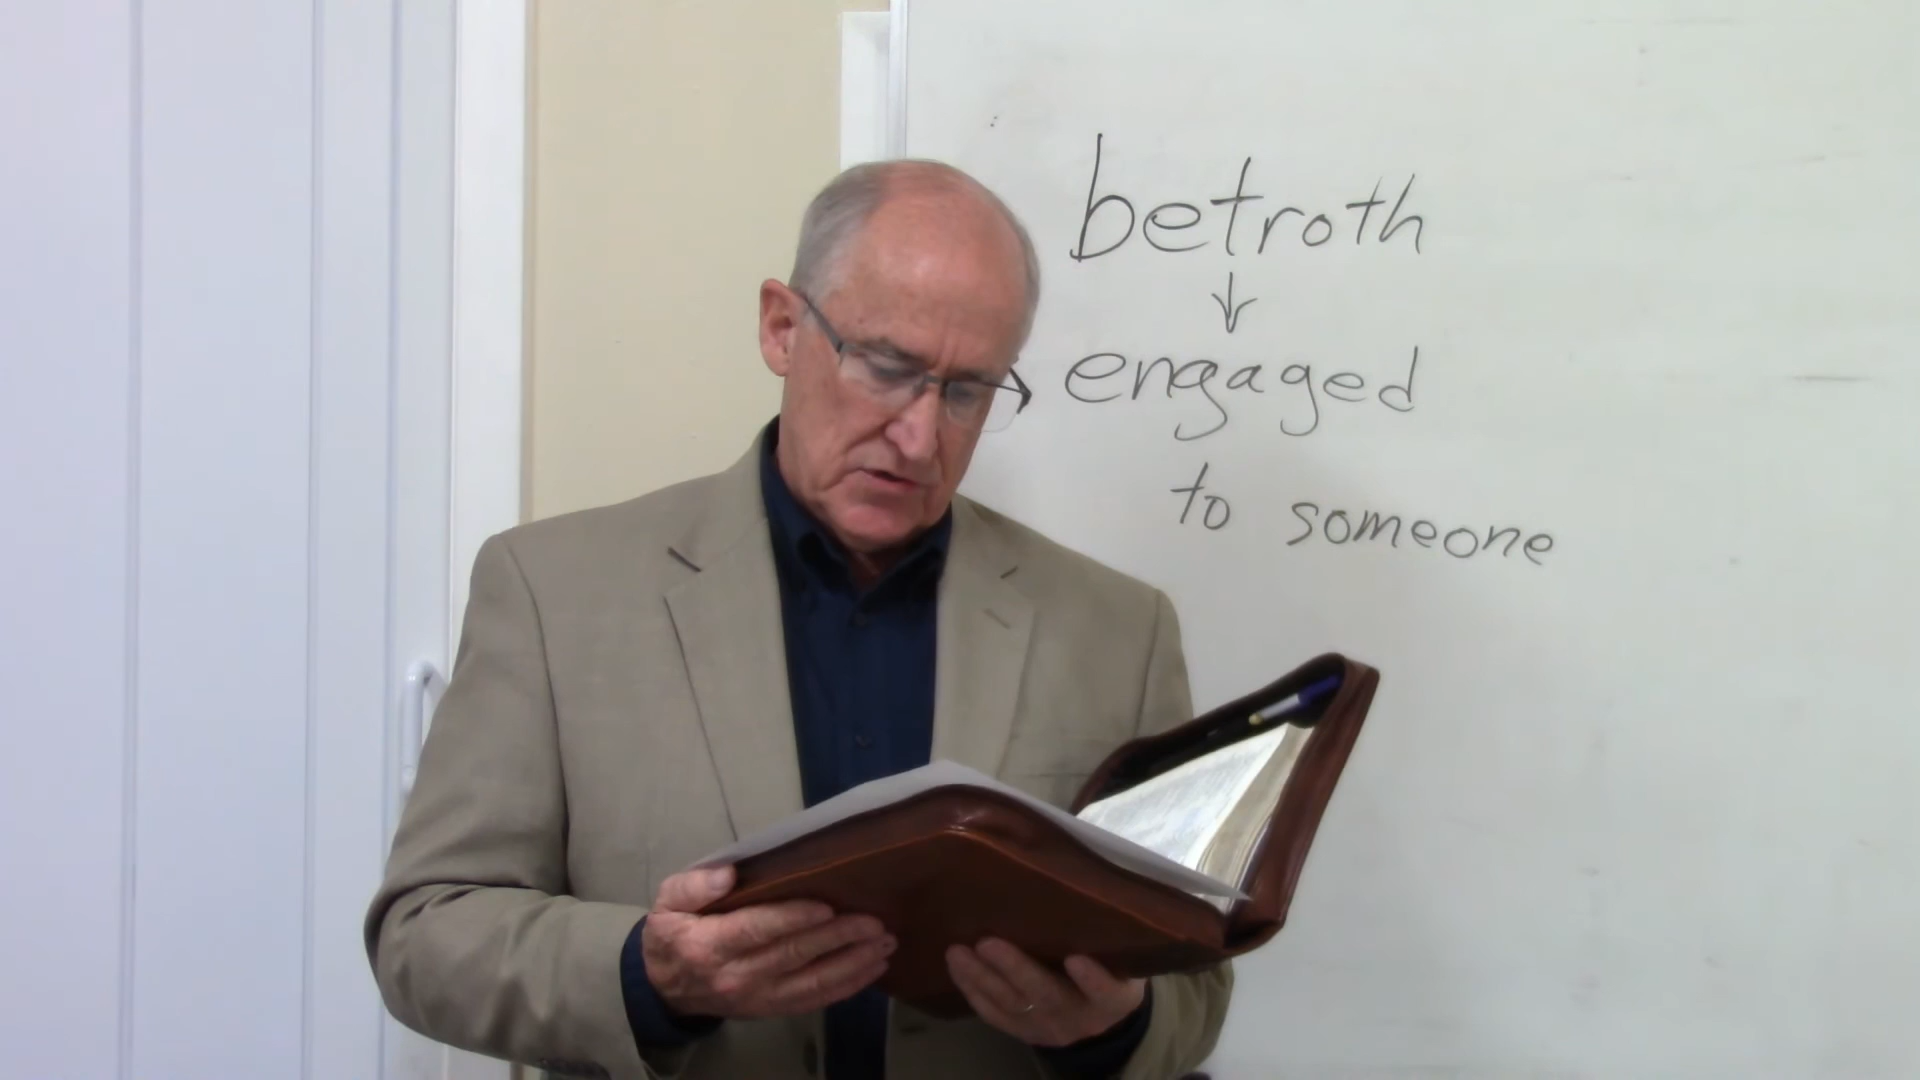 betroth
↓
engaged
to someone